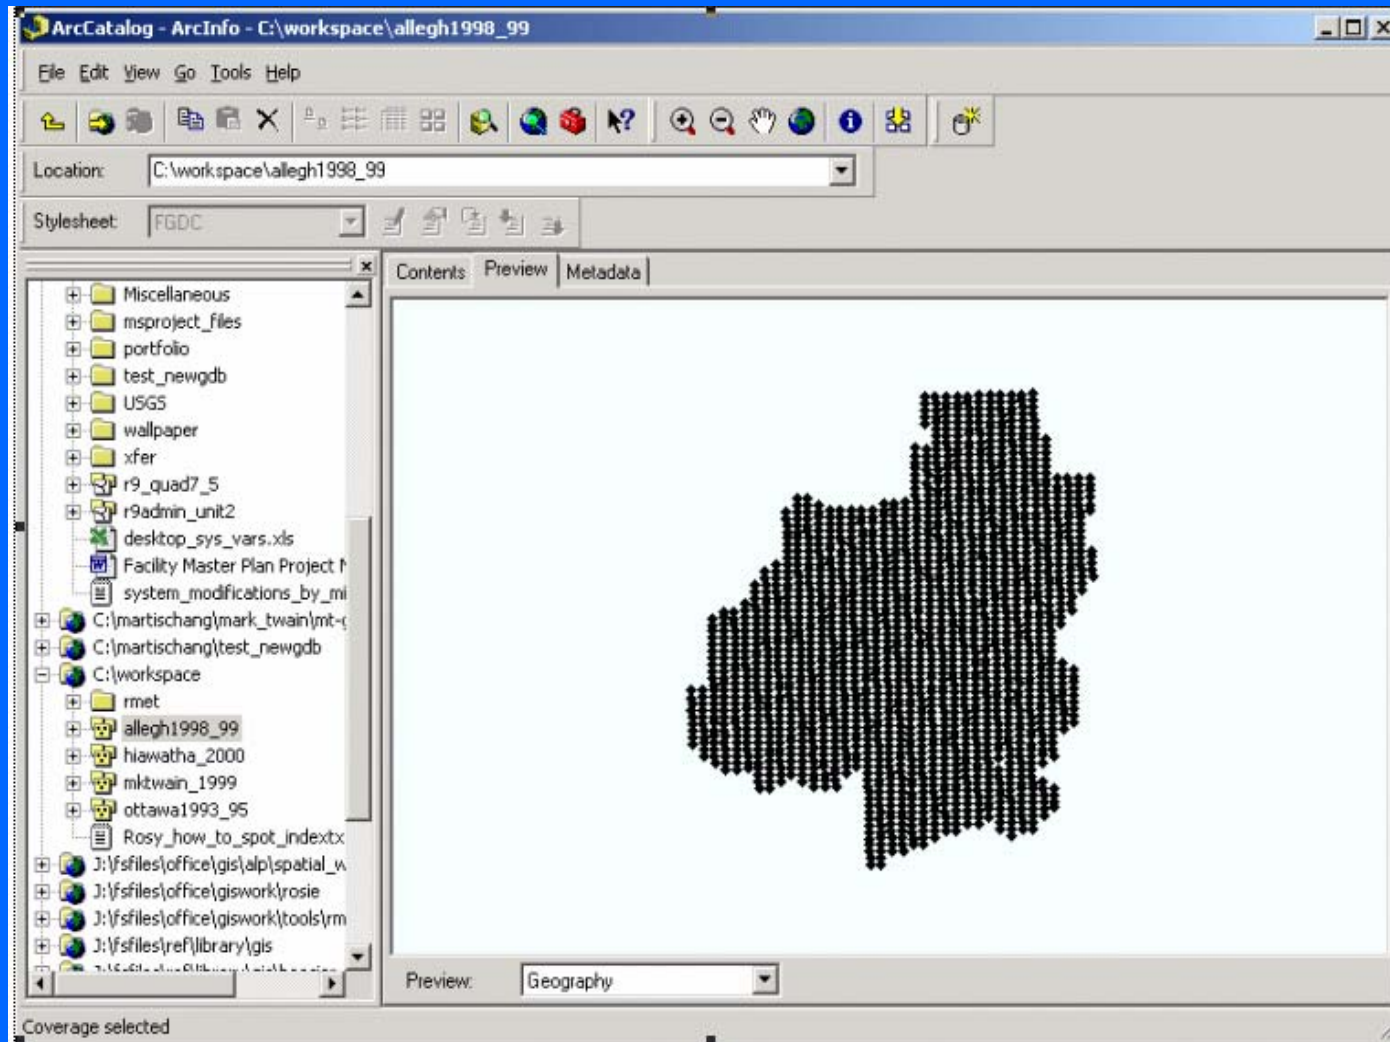 ArcCatalog - ArcInfo - C:\workspace\allegh1998_99
File Edit View Go Tools Help
Location: C:\workspace\allegh1998_99
Stylesheet: FGDC
Contents Preview Metadata
Miscellaneous
msproject_files
portfolio
test_newgdb
USGS
wallpaper
xfer
r9_quad7_5
r9admin_unit2
desktop_sys_vars.xls
Facility Master Plan Project
system_modifications_by_mi
C:\martischang\mark_twain\mt-g
C:\martischang\test_newgdb
C:\workspace
rmet
allegh1998_99
hiawatha_2000
mktwain_1999
ottawa1993_95
Rosy_how_to_spot_indextx
J:\fsfiles\office\gis\alp\spatial_w
J:\fsfiles\office\giswork\rosie
J:\fsfiles\office\giswork\tools\rm
J:\fsfiles\ref\library\gis
Preview: Geography
Coverage selected